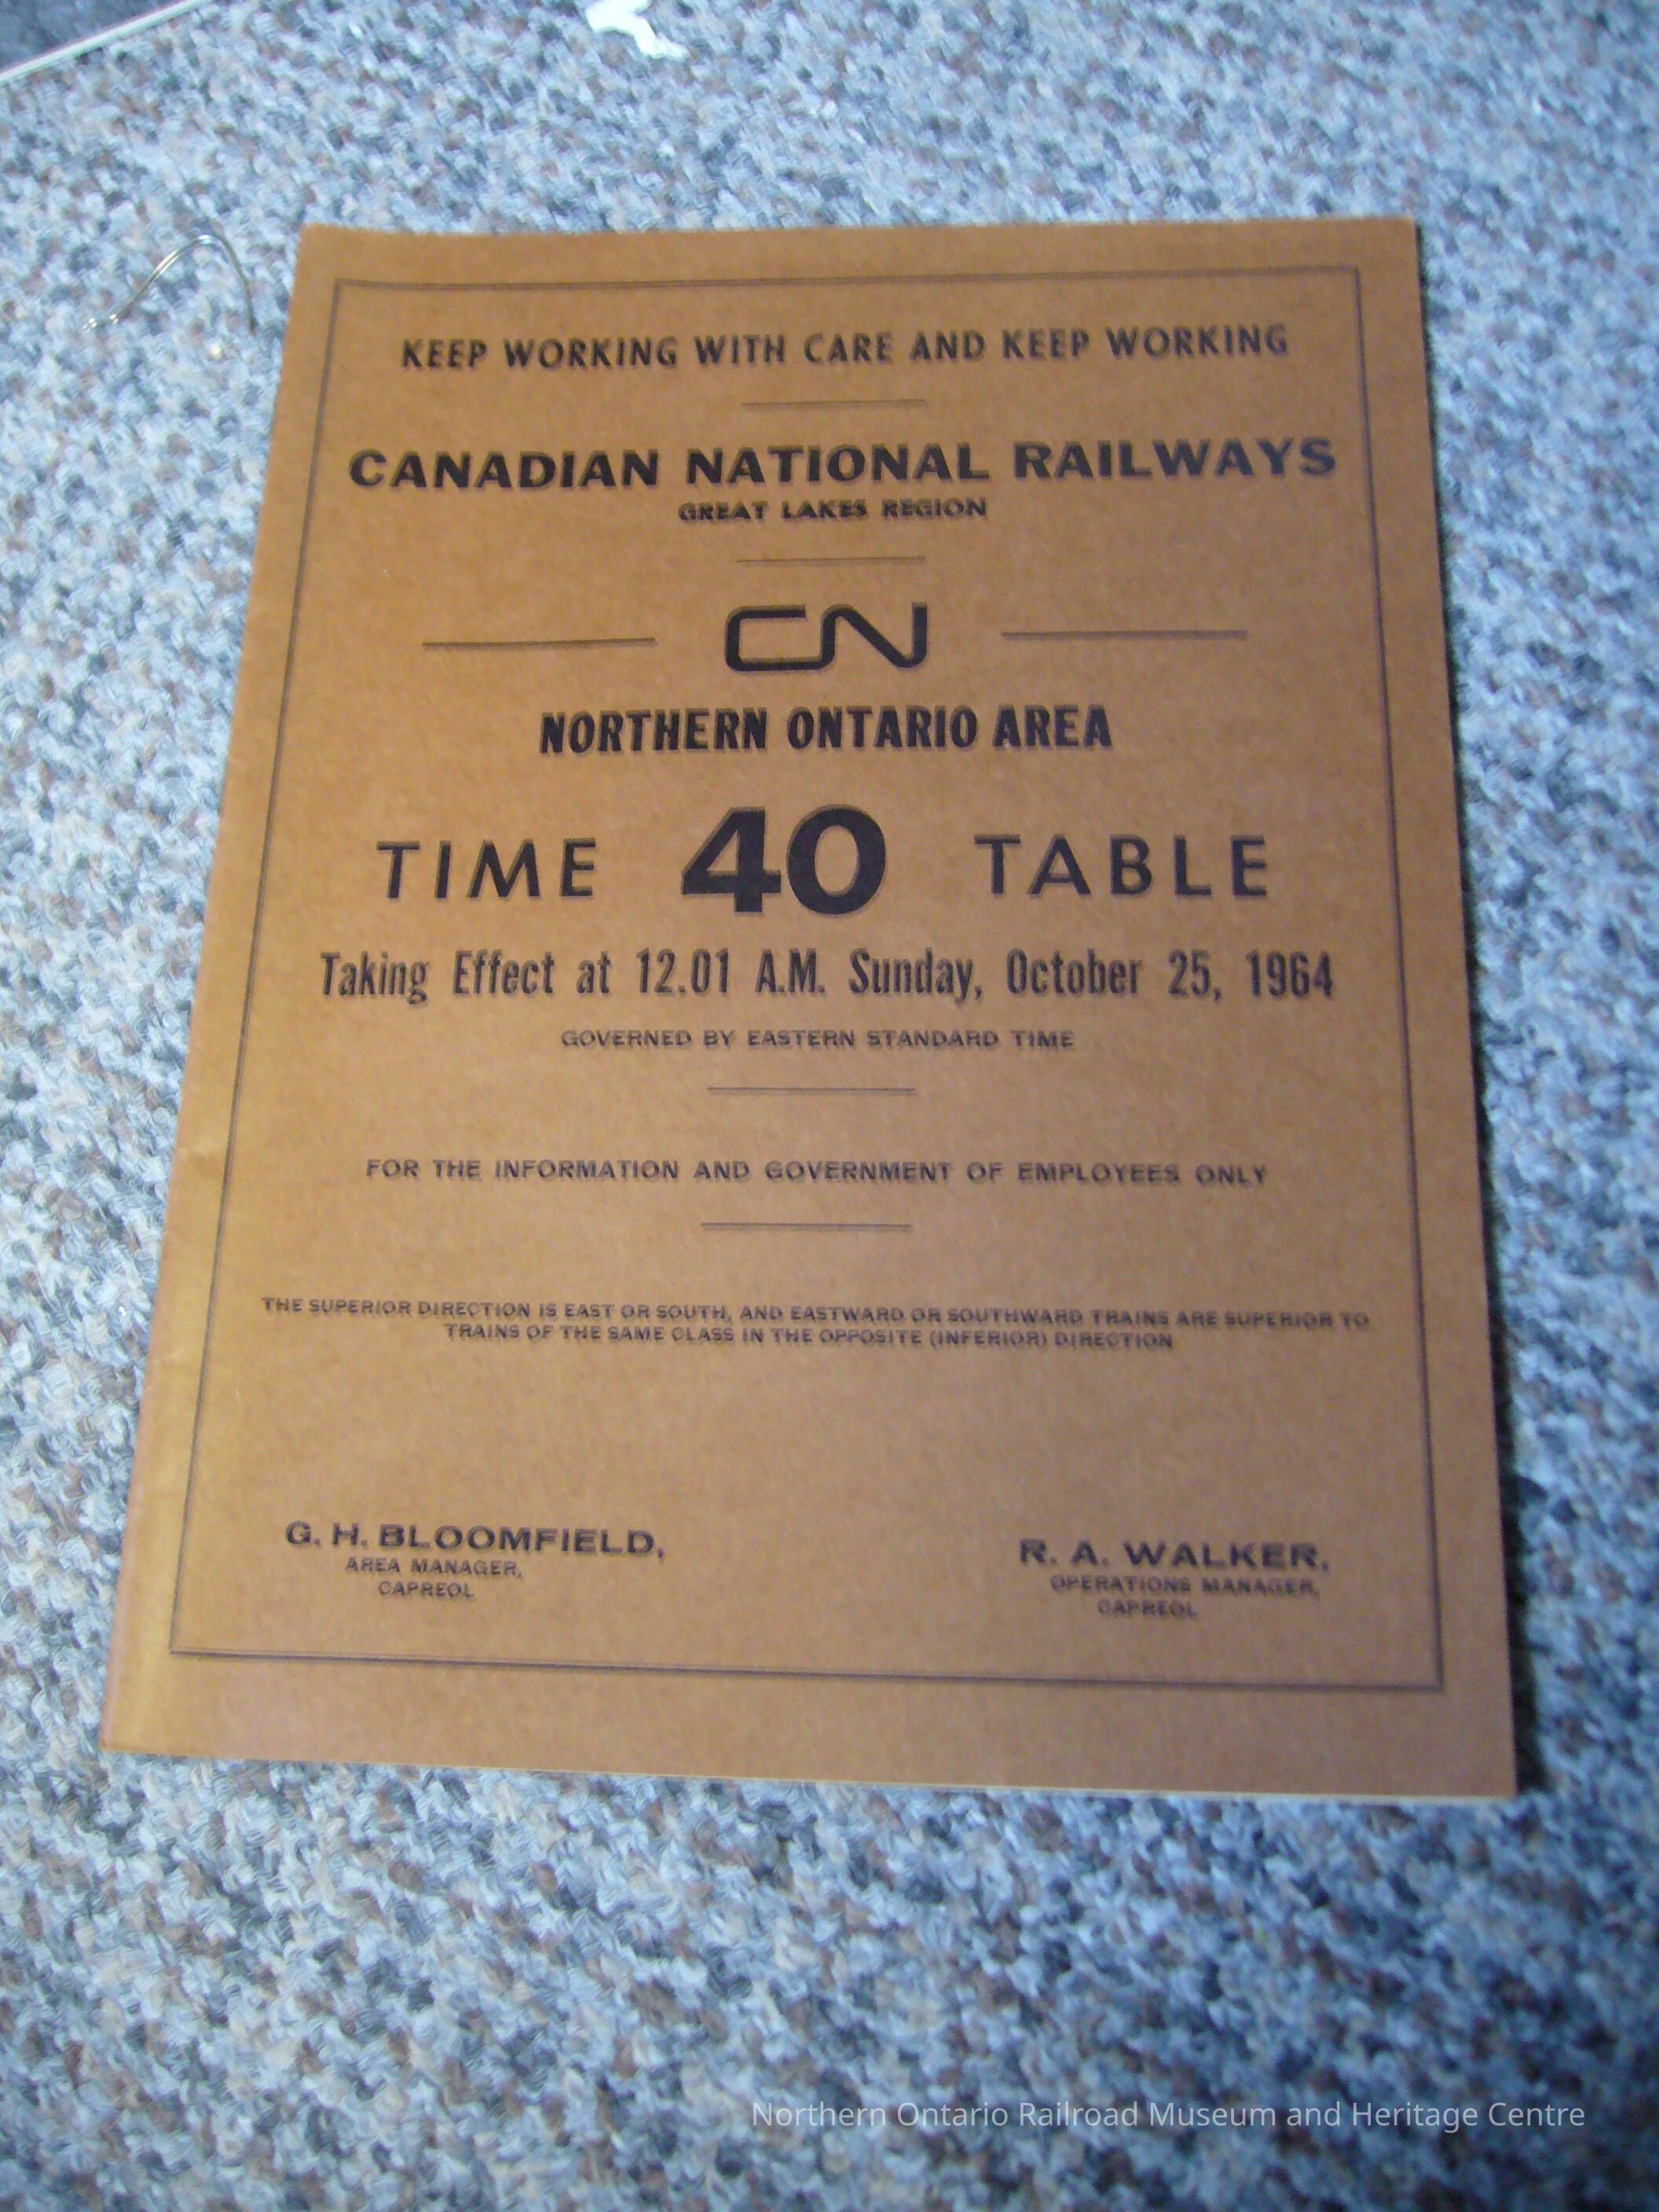 KEEP WORKING WITH CARE AND KEEP WORKING
CANADIAN NATIONAL RAILWAYS
GREAT LAKES REGION
CN
NORTHERN ONTARIO AREA
TIME 40 TABLE
Taking Effect at 12.01 A.M. Sunday, October 25, 1964
GOVERNED BY EASTERN STANDARD TIME
FOR THE INFORMATION AND GOVERNMENT OF EMPLOYEES ONLY
THE SUPERIOR DIRECTION IS EAST OR SOUTH, AND EASTWARD OR SOUTHWARD TRAINS ARE SUPERIOR TO
TRAINS OF THE SAME CLASS IN THE OPPOSITE (INFERIOR) DIRECTION
G. H. BLOOMFIELD,
AREA MANAGER,
CAPREOL
R. A. WALKER,
OPERATIONS MANAGER,
CAPREOL
Northern Ontario Railroad Museum and Heritage Centre